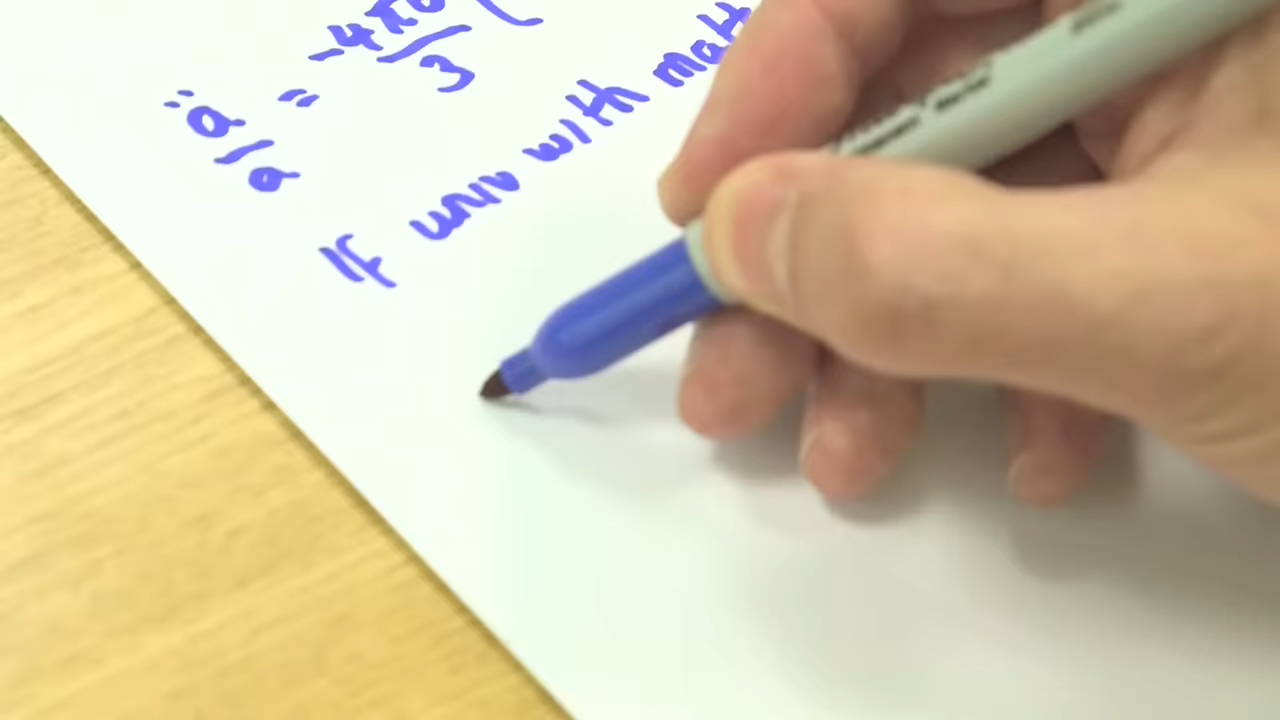 ä/a = -4πG/3 (
If univ with matt